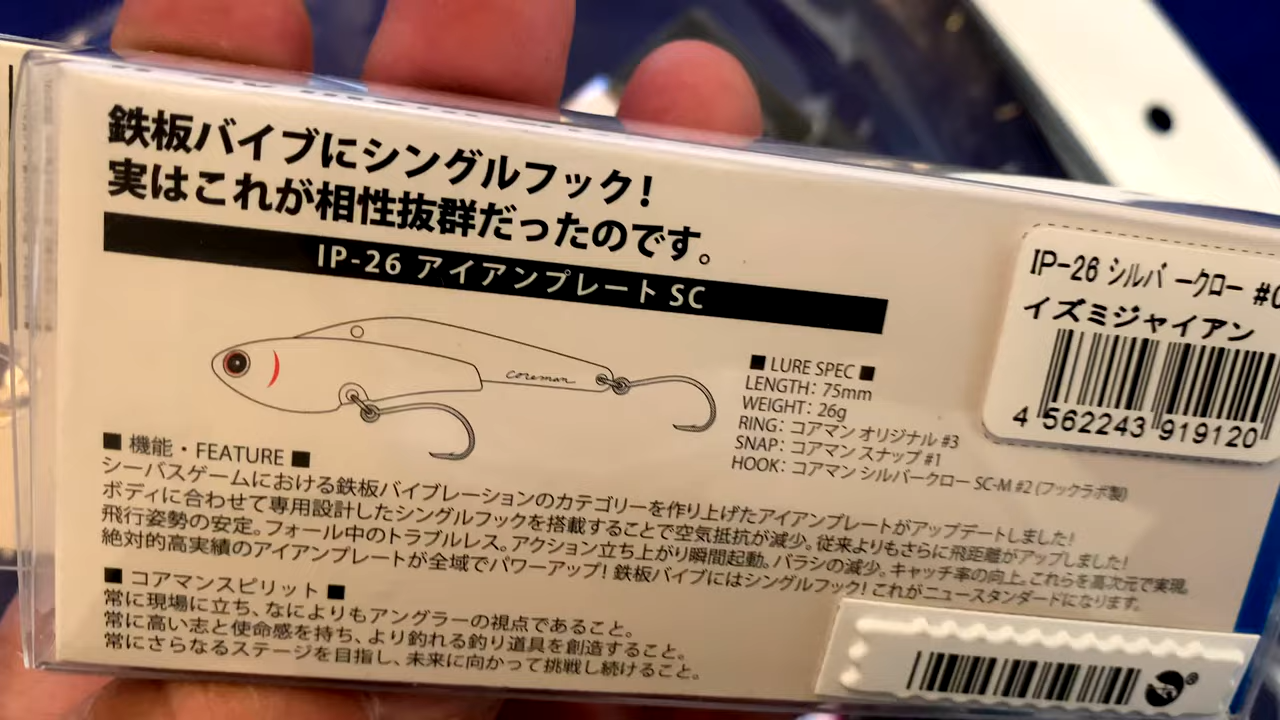 鉄板バイブにシングルフック!
実はこれが相性抜群だったのです。
IP-26 アイアンプレート SC
coreman
■ LURE SPEC ■
LENGTH: 75mm
WEIGHT: 26g
RING: コアマン オリジナル #3
SNAP: コアマン スナップ #1
HOOK: コアマン シルバークロー SC-M #2 (フックラボ製)
■ 機能・FEATURE ■
シーバスゲームにおける鉄板バイブレーションのカテゴリーを作り上げたアイアンプレートがアップデートしました!
ボディに合わせて専用設計したシングルフックを搭載することで空気抵抗が減少。従来よりもさらに飛距離がアップしました!
飛行姿勢の安定。フォール中のトラブルレス。アクション立ち上がり瞬間起動。バラシの減少。キャッチ率の向上。これらを高次元で実現。
絶対的高実績のアイアンプレートが全域でパワーアップ! 鉄板バイブにはシングルフック! これがニュースタンダードになります。
■ コアマンスピリット ■
常に現場に立ち、なによりもアングラーの視点であること。
常に高い志と使命感を持ち、より釣れる釣り道具を創造すること。
常にさらなるステージを目指し、未来に向かって挑戦し続けること。
IP-26 シルバークロー #0
イズミジャイアン
4 562243 919120